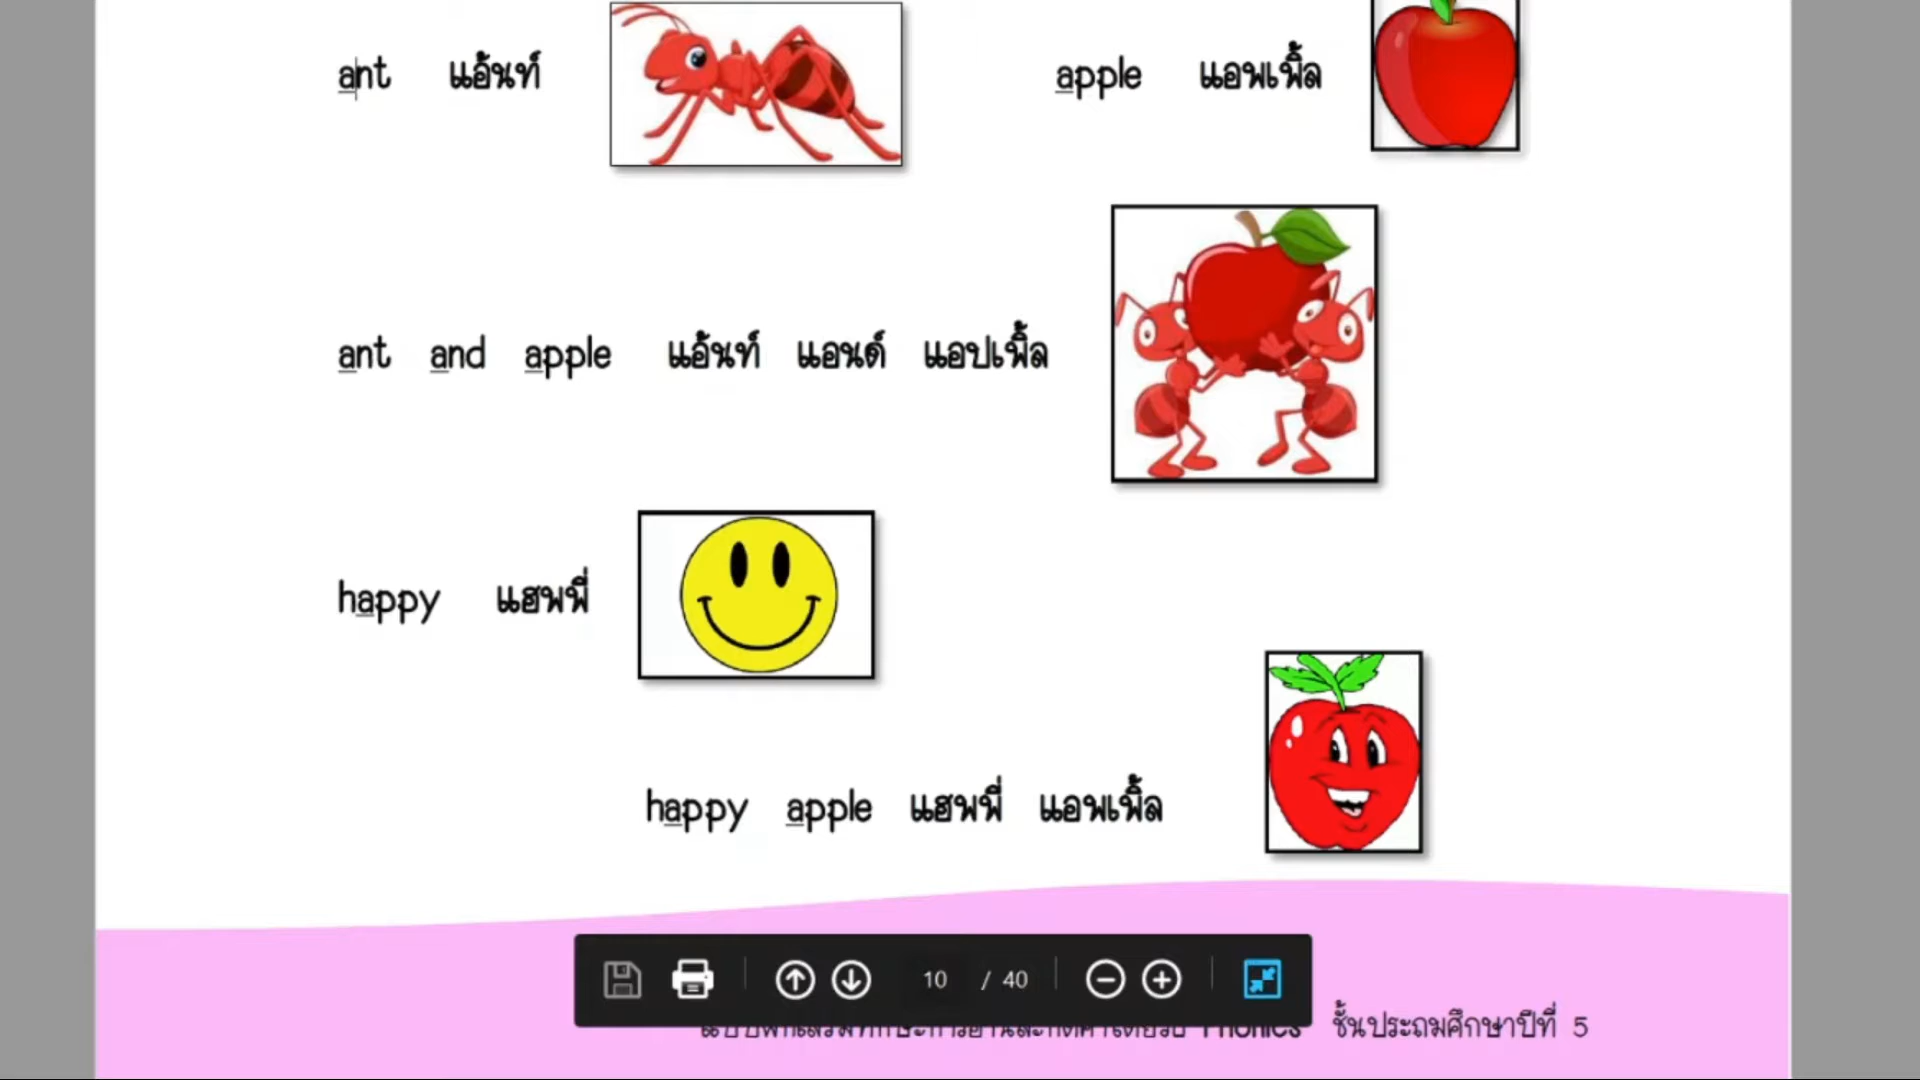 ant แอ้นท์ apple แอพเพิ้ล
ant and apple แอ้นท์ แอนด์ แอปเพิ้ล
happy แฮพพี่
happy apple แฮพพี่ แอพเพิ้ล
10 / 40
Phonics ชั้นประถมศึกษาปีที่ 5